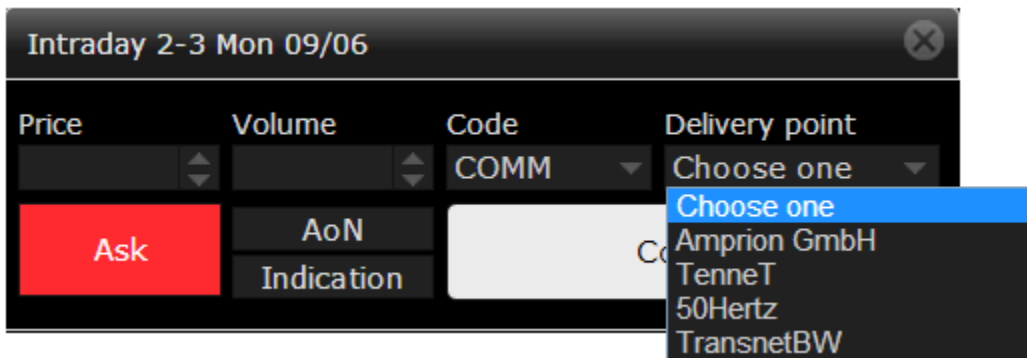 Intraday 2-3 Mon 09/06
Price Volume Code Delivery point
COMM Choose one
Choose one
Ask AoN
Amprion GmbH
Indication
TenneT
50Hertz
TransnetBW